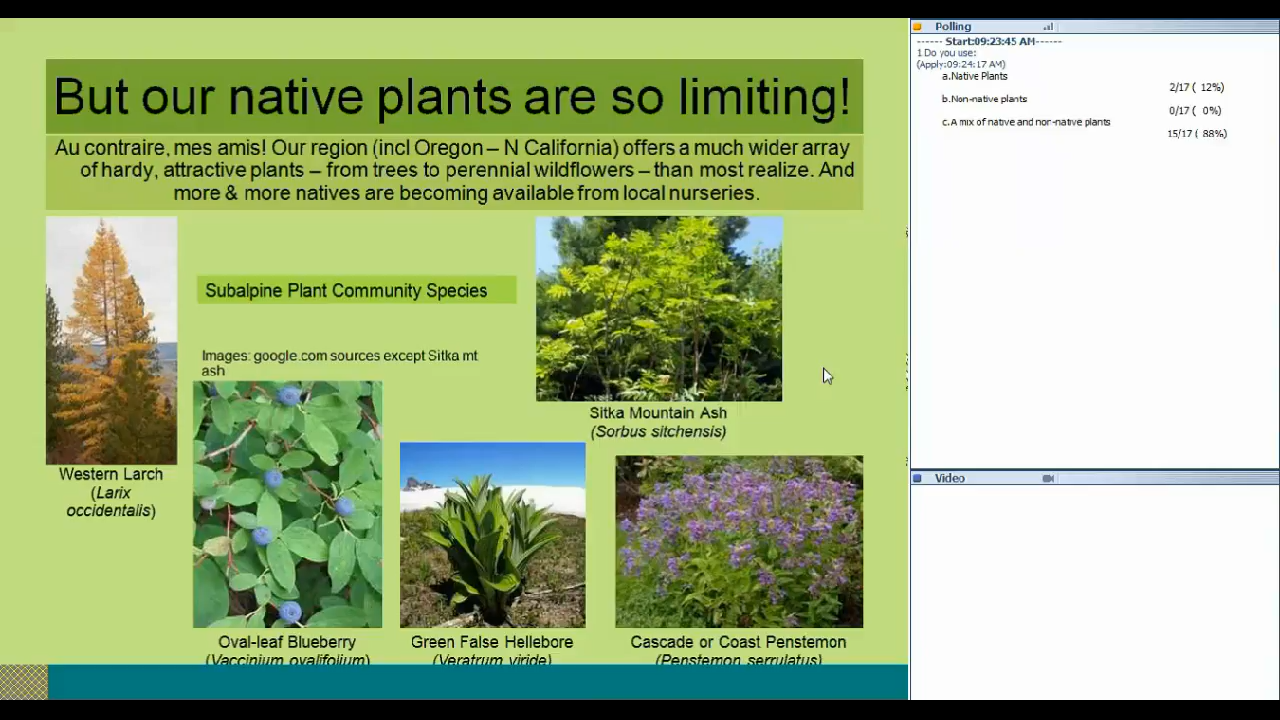 But our native plants are so limiting!
Au contraire, mes amis! Our region (incl Oregon – N California) offers a much wider array
of hardy, attractive plants – from trees to perennial wildflowers – than most realize. And
more & more natives are becoming available from local nurseries.
Subalpine Plant Community Species
Images: google.com sources except Sitka mt
ash
Sitka Mountain Ash
(Sorbus sitchensis)
Western Larch
(Larix
occidentalis)
Oval-leaf Blueberry
(Vaccinium ovalifolium)
Green False Hellebore
(Veratrum viride)
Cascade or Coast Penstemon
(Penstemon serrulatus)
Polling
------ Start:09:23:45 AM------
1.Do you use:
(Apply:09:24:17 AM)
a.Native Plants
2/17 ( 12%)
b.Non-native plants
0/17 ( 0%)
c.A mix of native and non-native plants
15/17 ( 88%)
Video